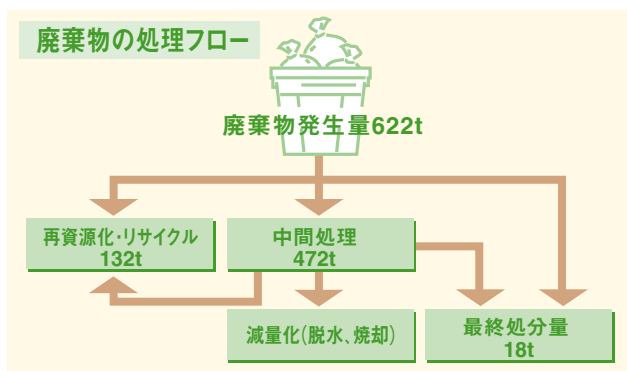 廃棄物の処理フロー
廃棄物発生量622t
再資源化・リサイクル
132t
中間処理
472t
減量化(脱水、焼却)
最終処分量
18t